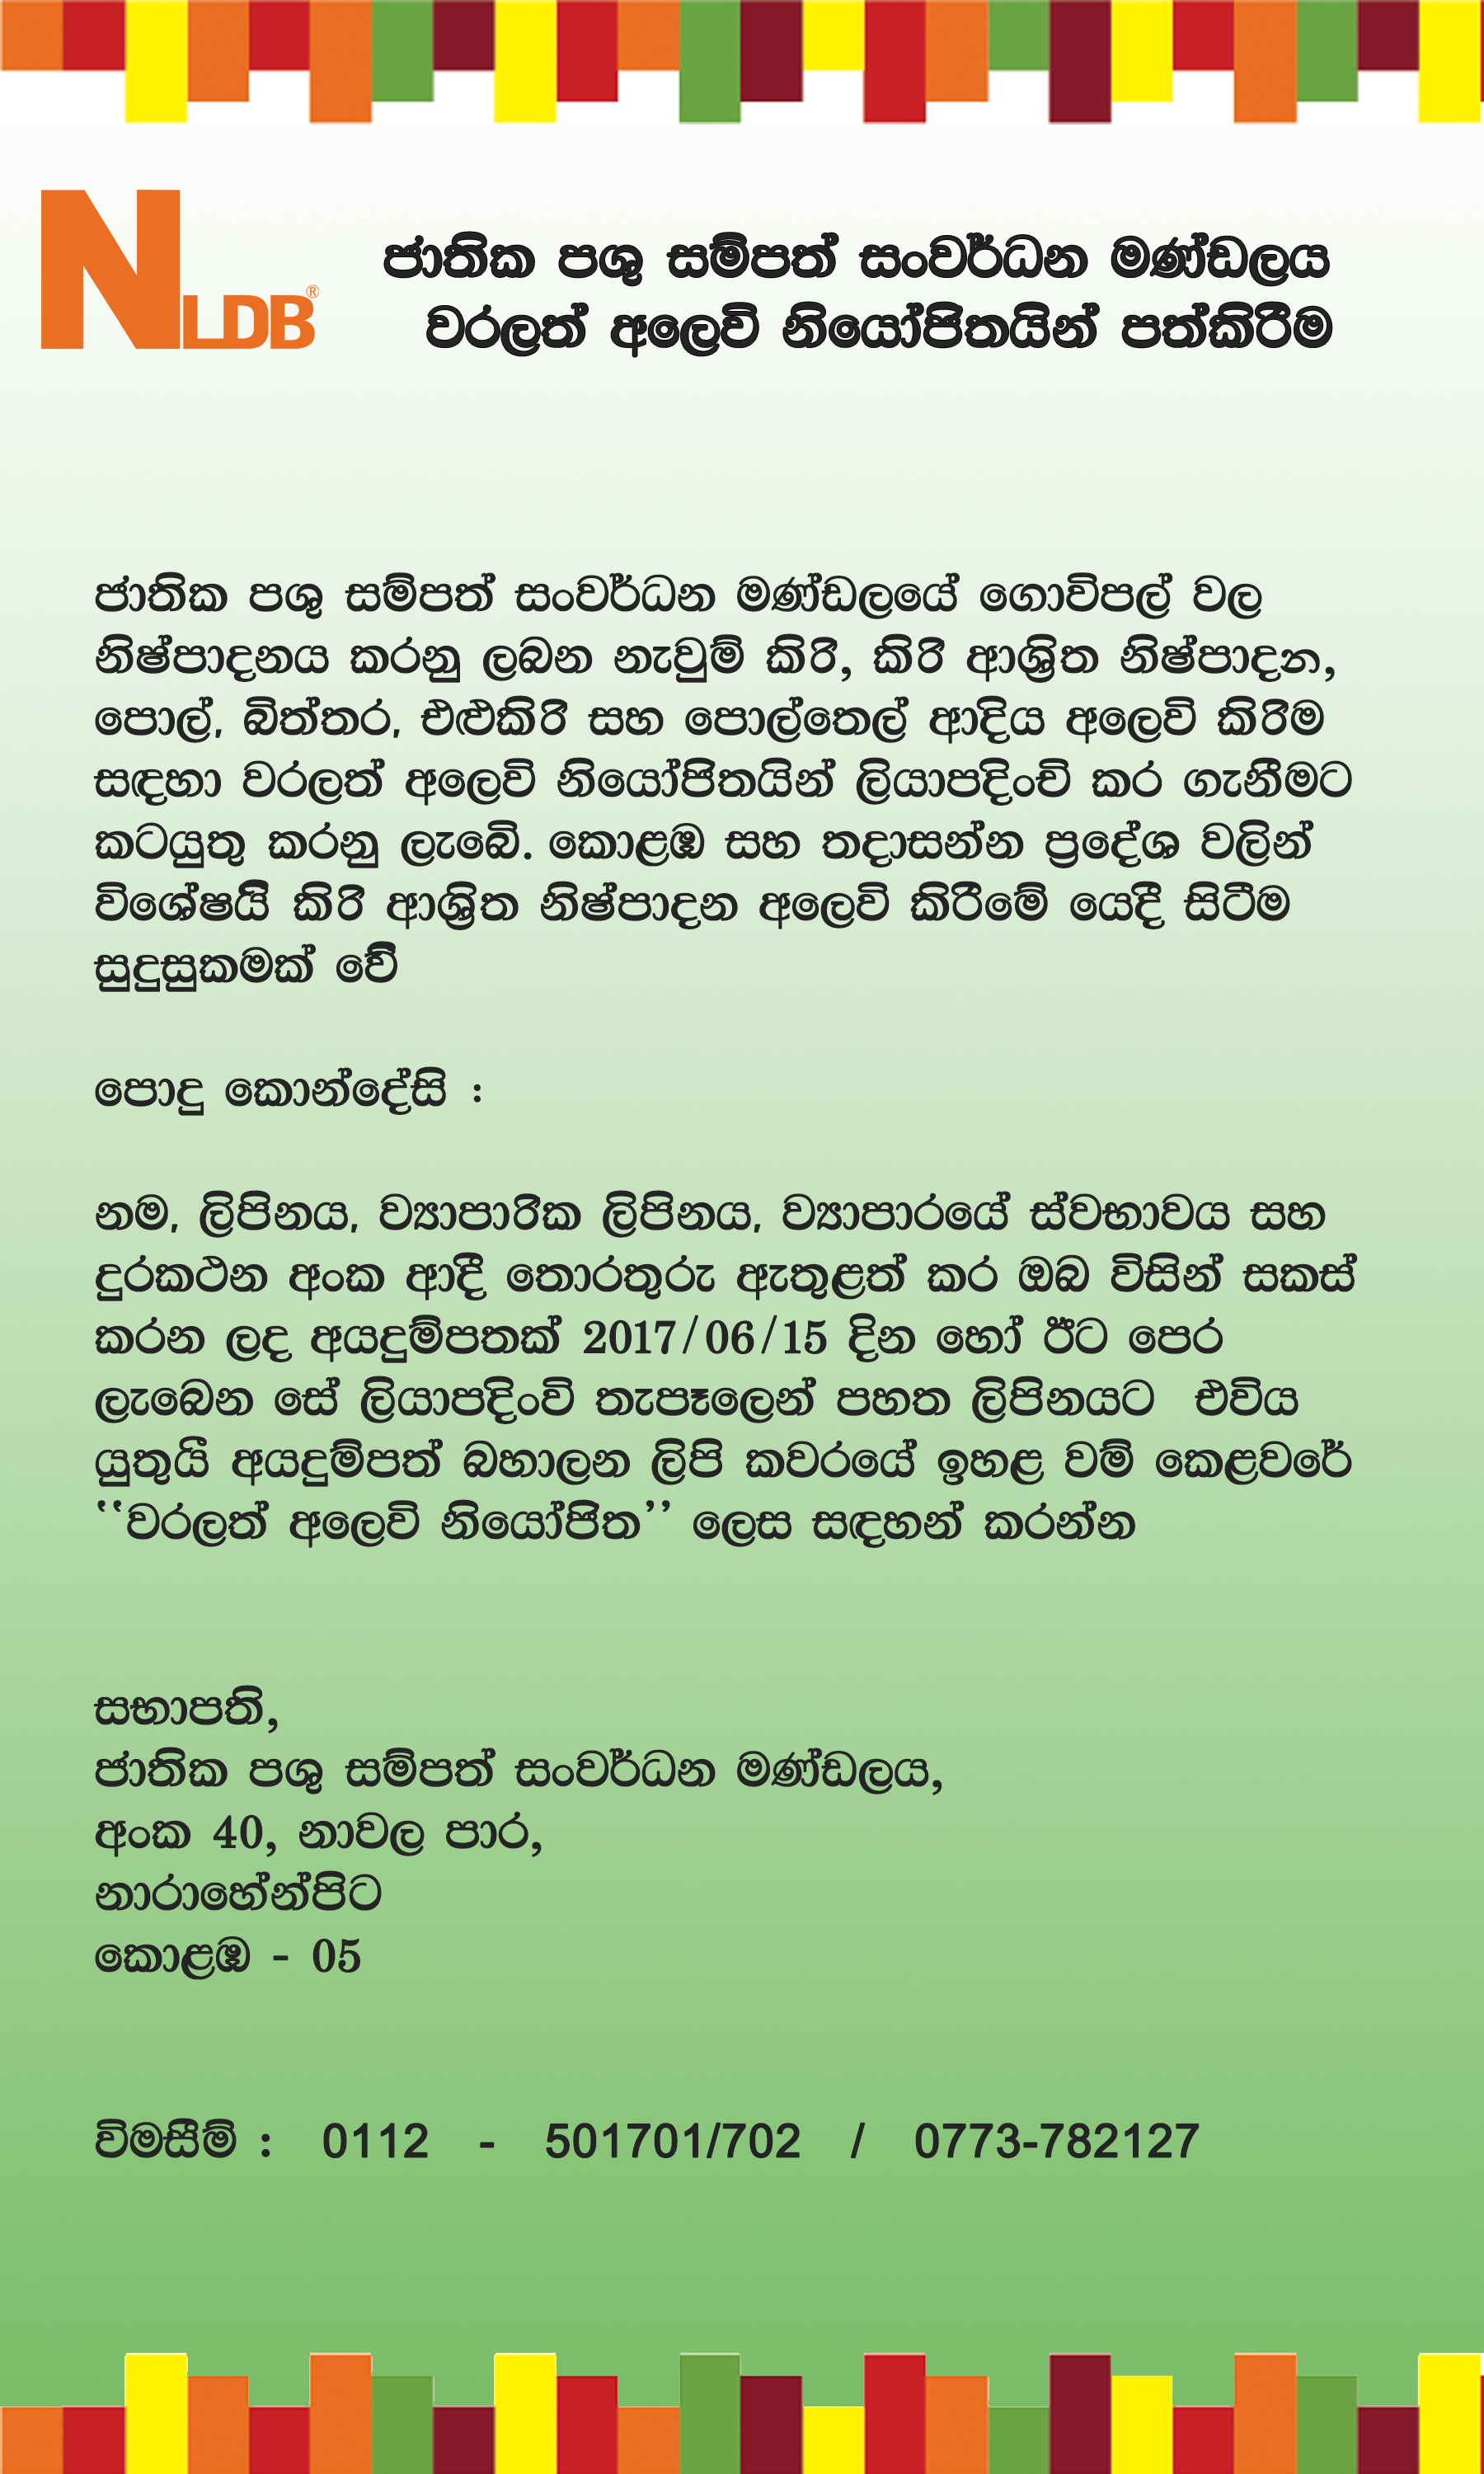 NLDB®
ජාතික පශු සම්පත් සංවර්ධන මණ්ඩලය
වරලත් අලෙවි නියෝජිතයින් පත්කිරීම
ජාතික පශු සම්පත් සංවර්ධන මණ්ඩලයේ ගොවිපල් වල
නිෂ්පාදනය කරනු ලබන නැවුම් කිරි, කිරි ආශ්‍රිත නිෂ්පාදන,
පොල්, බිත්තර, එළුකිරි සහ පොල්තෙල් ආදිය අලෙවි කිරීම
සඳහා වරලත් අලෙවි නියෝජිතයින් ලියාපදිංචි කර ගැනීමට
කටයුතු කරනු ලැබේ. කොළඹ සහ තදාසන්න ප්‍රදේශ වලින්
විශේෂයි කිරි ආශ්‍රිත නිෂ්පාදන අලෙවි කිරීමේ යෙදී සිටීම
සුදුසුකමක් වේ
පොදු කොන්දේසි :
නම, ලිපිනය, ව්‍යාපාරික ලිපිනය, ව්‍යාපාරයේ ස්වභාවය සහ
දුරකථන අංක ආදී තොරතුරු ඇතුළත් කර ඔබ විසින් සකස්
කරන ලද අයදුම්පතක් 2017/06/15 දින හෝ ඊට පෙර
ලැබෙන සේ ලියාපදිංවි තැපෑලෙන් පහත ලිපිනයට එවිය
යුතුයි අයදුම්පත් බහාලන ලිපි කවරයේ ඉහළ වම් කෙළවරේ
“වරලත් අලෙවි නියෝජිත” ලෙස සඳහන් කරන්න
සභාපති,
ජාතික පශු සම්පත් සංවර්ධන මණ්ඩලය,
අංක 40, නාවල පාර,
නාරාහේන්පිට
කොළඹ - 05
විමසීම් : 0112 - 501701/702 / 0773-782127